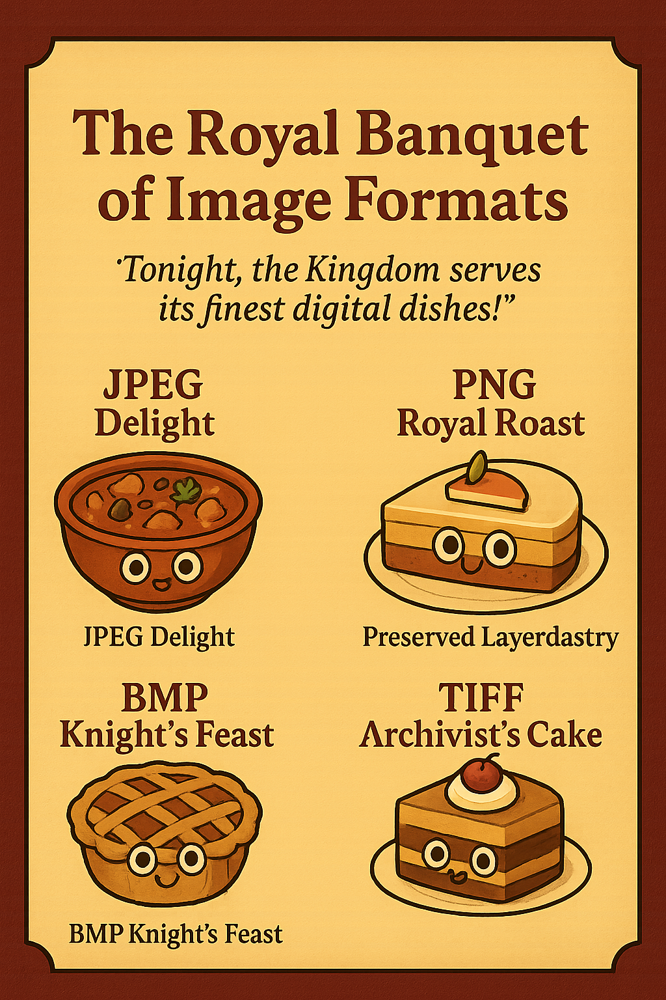 The Royal Banquet
of Image Formats
‘Tonight, the Kingdom serves
its finest digital dishes!”
JPEG
Delight
PNG
Royal Roast
JPEG Delight
Preserved Layerdastry
BMP
Knight’s Feast
TIFF
Archivist’s Cake
BMP Knight’s Feast